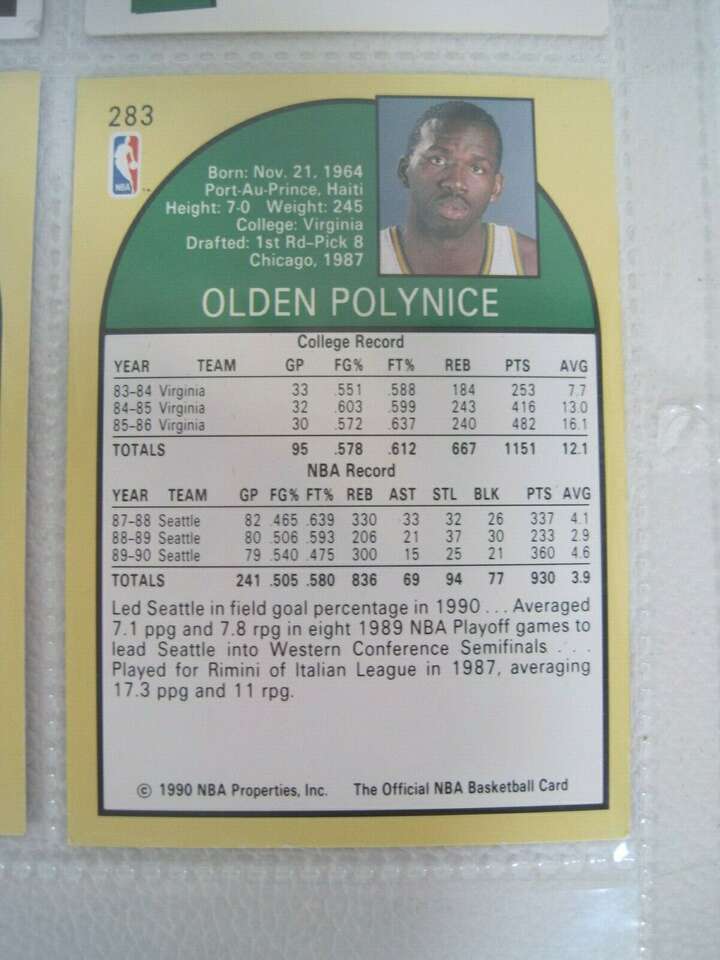 283
NBA
Born: Nov. 21, 1964
Port-Au-Prince, Haiti
Height: 7-0 Weight: 245
College: Virginia
Drafted: 1st Rd-Pick 8
Chicago, 1987
OLDEN POLYNICE
College Record
YEAR TEAM GP FG% FT% REB PTS AVG
83-84 Virginia 33 .551 .588 184 253 7.7
84-85 Virginia 32 .603 .599 243 416 13.0
85-86 Virginia 30 .572 .637 240 482 16.1
TOTALS 95 .578 .612 667 1151 12.1
NBA Record
YEAR TEAM GP FG% FT% REB AST STL BLK PTS AVG
87-88 Seattle 82 .465 .639 330 33 32 26 337 4.1
88-89 Seattle 80 .506 .593 206 21 37 30 233 2.9
89-90 Seattle 79 .540 .475 300 15 25 21 360 4.6
TOTALS 241 .505 .580 836 69 94 77 930 3.9
Led Seattle in field goal percentage in 1990 . . . Averaged
7.1 ppg and 7.8 rpg in eight 1989 NBA Playoff games to
lead Seattle into Western Conference Semifinals . . .
Played for Rimini of Italian League in 1987, averaging
17.3 ppg and 11 rpg.
© 1990 NBA Properties, Inc. The Official NBA Basketball Card